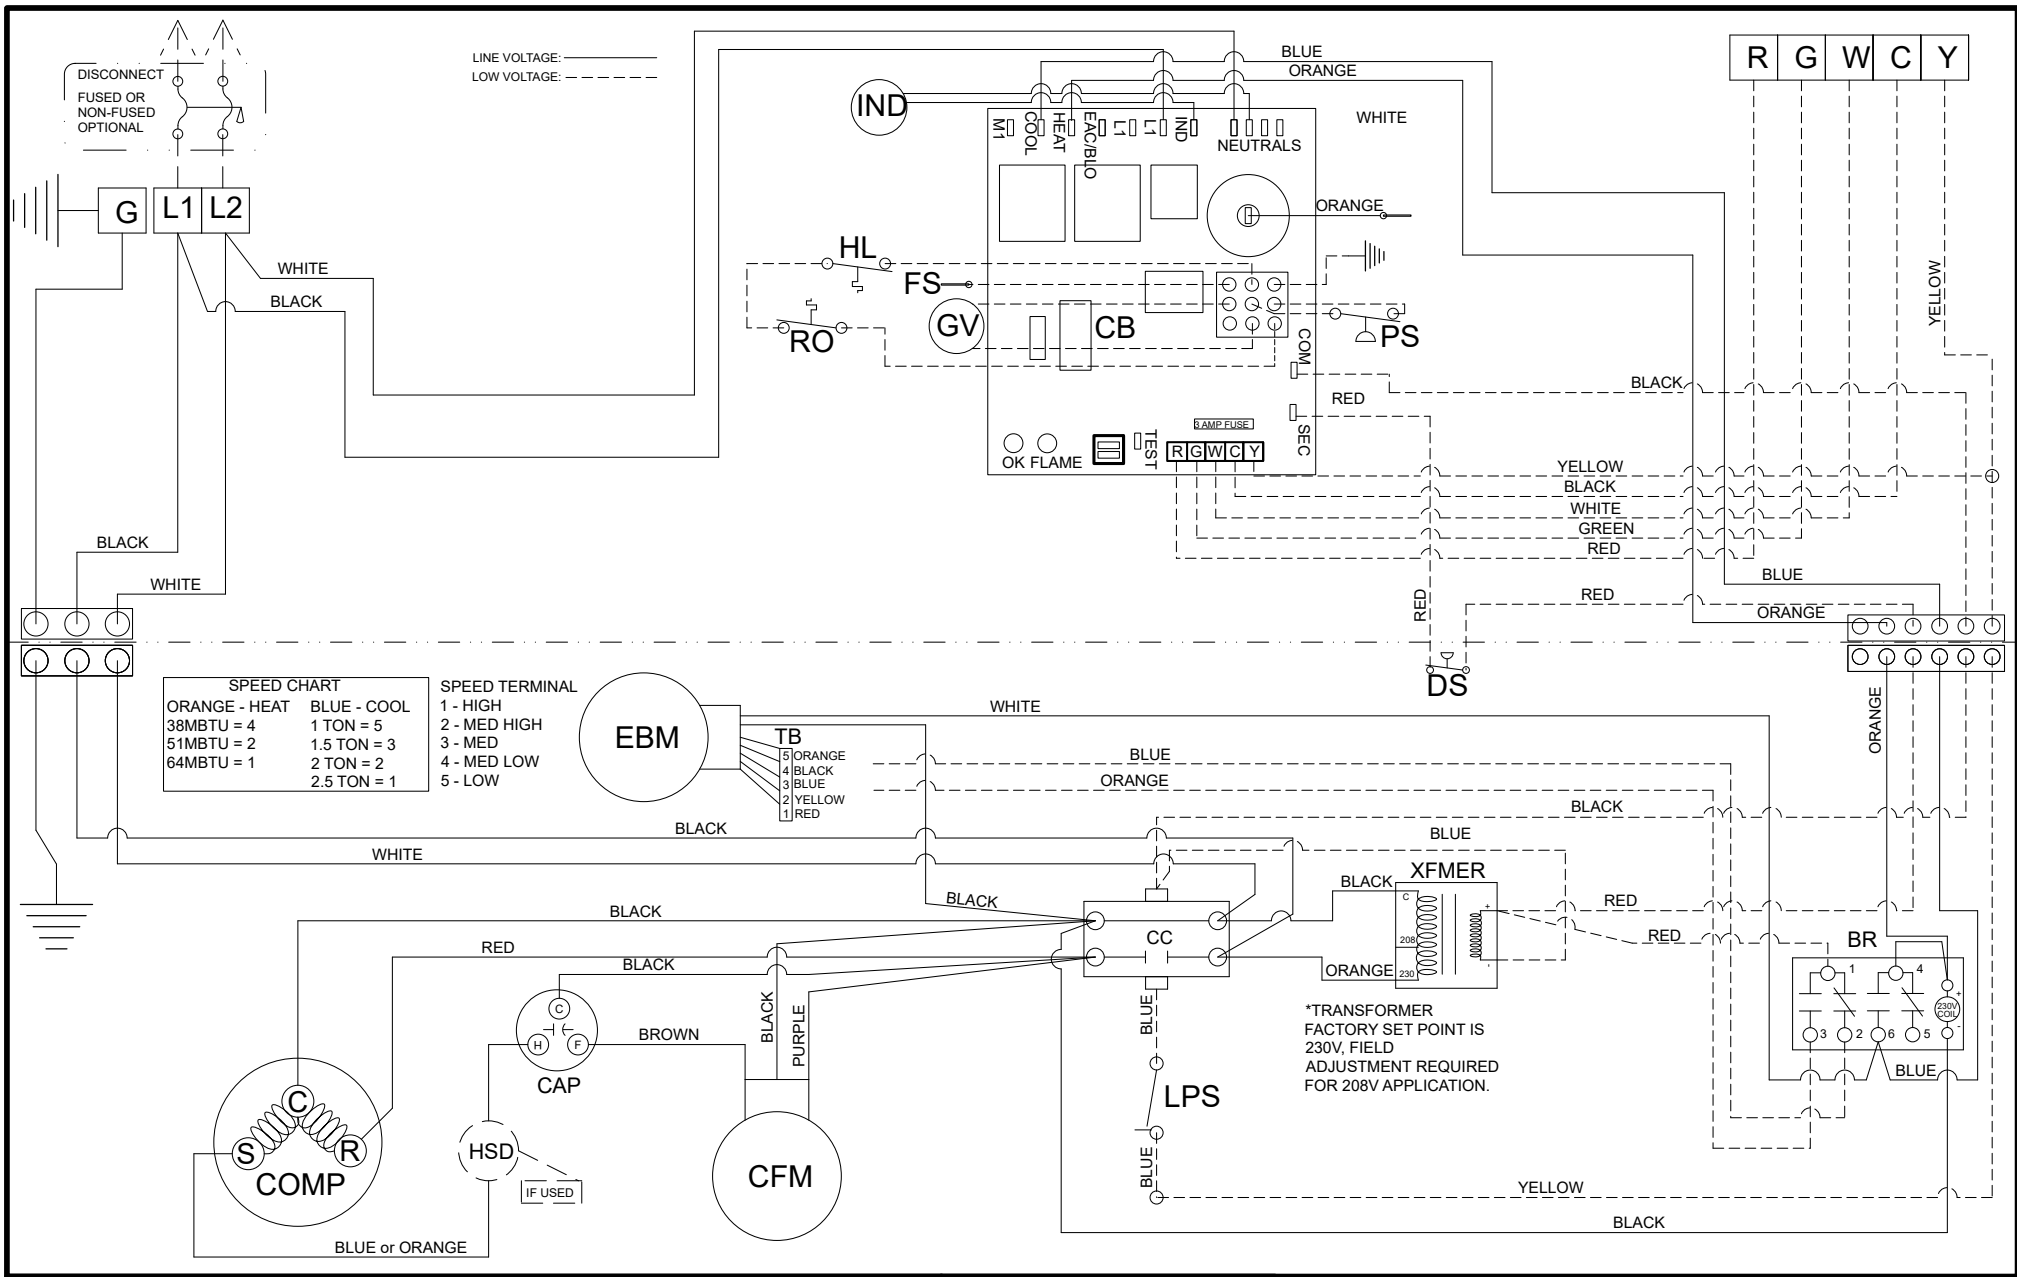 DISCONNECT
FUSED OR
NON-FUSED
OPTIONAL
LINE VOLTAGE:
LOW VOLTAGE:
G
L1
L2
WHITE
BLACK
BLACK
WHITE
IND
M1
COOL
HEAT
EAC/BLO
L1
L1
IND
NEUTRALS
BLUE
ORANGE
WHITE
ORANGE
R
G
W
C
Y
YELLOW
HL
FS
GV
RO
CB
PS
COM
SEC
BLACK
RED
3 AMP FUSE
OK FLAME
TEST
R
G
W
C
Y
YELLOW
BLACK
WHITE
GREEN
RED
BLUE
RED
ORANGE
RED
DS
SPEED CHART
ORANGE - HEAT
38MBTU = 4
51MBTU = 2
64MBTU = 1
BLUE - COOL
1 TON = 5
1.5 TON = 3
2 TON = 2
2.5 TON = 1
SPEED TERMINAL
1 - HIGH
2 - MED HIGH
3 - MED
4 - MED LOW
5 - LOW
EBM
TB
5 ORANGE
4 BLACK
3 BLUE
2 YELLOW
1 RED
WHITE
BLUE
ORANGE
ORANGE
BLACK
BLUE
BLACK
WHITE
BLACK
BLACK
RED
BLACK
CC
BLACK
ORANGE
XFMER
C
208
230
+
-
RED
RED
BR
1
4
3
2
6
5
+
230V
COIL
-
BLUE
*TRANSFORMER
FACTORY SET POINT IS
230V, FIELD
ADJUSTMENT REQUIRED
FOR 208V APPLICATION.
BLUE
LPS
BLUE
C
H
F
CAP
BROWN
BLACK
PURPLE
C
S
R
COMP
HSD
IF USED
CFM
BLUE or ORANGE
YELLOW
BLACK